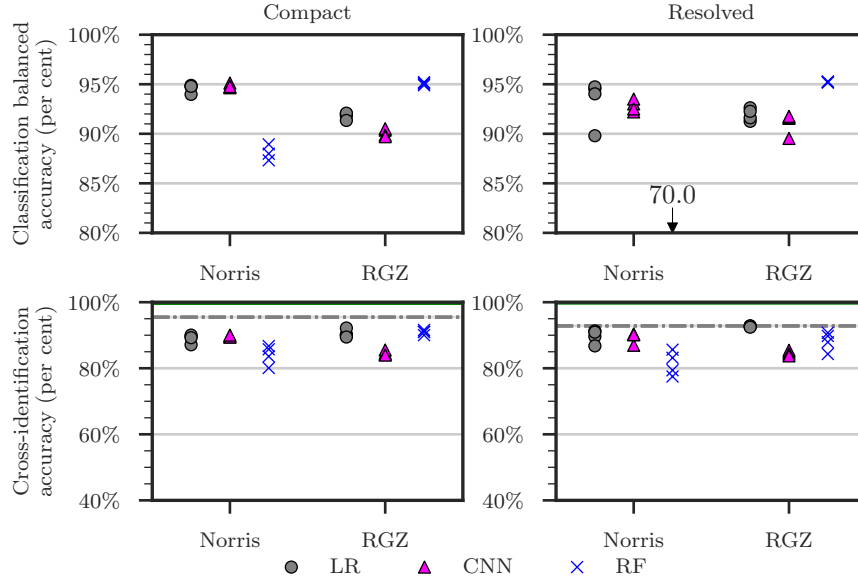 Compact Resolved
Classification balanced
accuracy (per cent)
100%
95%
90%
85%
80%
Norris RGZ
100%
95%
90%
85%
80%
70.0
Norris RGZ
Cross-identification
accuracy (per cent)
100%
80%
60%
40%
Norris RGZ
100%
80%
60%
40%
Norris RGZ
LR CNN RF